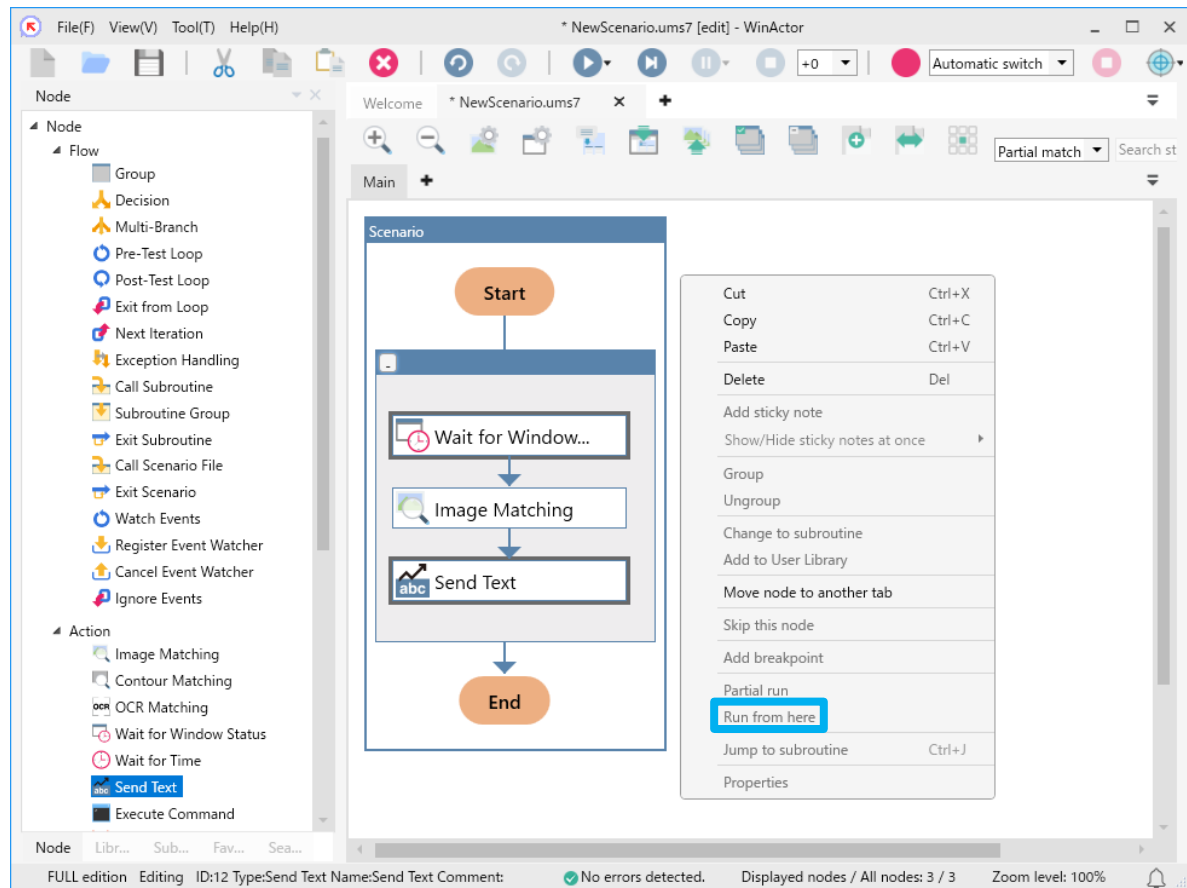 File(F) View(V) Tool(T) Help(H) * NewScenario.ums7 [edit] - WinActor
+0 Automatic switch
Node
Welcome * NewScenario.ums7
Node
Flow
Group
Decision
Multi-Branch
Pre-Test Loop
Post-Test Loop
Exit from Loop
Next Iteration
Exception Handling
Call Subroutine
Subroutine Group
Exit Subroutine
Call Scenario File
Exit Scenario
Watch Events
Register Event Watcher
Cancel Event Watcher
Ignore Events
Action
Image Matching
Contour Matching
OCR OCR Matching
Wait for Window Status
Wait for Time
abc Send Text
Execute Command
Node Libr... Sub... Fav... Sea...
Partial match Search st
Main
Scenario
Start
Wait for Window...
Image Matching
abc Send Text
End
Cut Ctrl+X
Copy Ctrl+C
Paste Ctrl+V
Delete Del
Add sticky note
Show/Hide sticky notes at once
Group
Ungroup
Change to subroutine
Add to User Library
Move node to another tab
Skip this node
Add breakpoint
Partial run
Run from here
Jump to subroutine Ctrl+J
Properties
FULL edition Editing ID:12 Type:Send Text Name:Send Text Comment: No errors detected. Displayed nodes / All nodes: 3 / 3 Zoom level: 100%